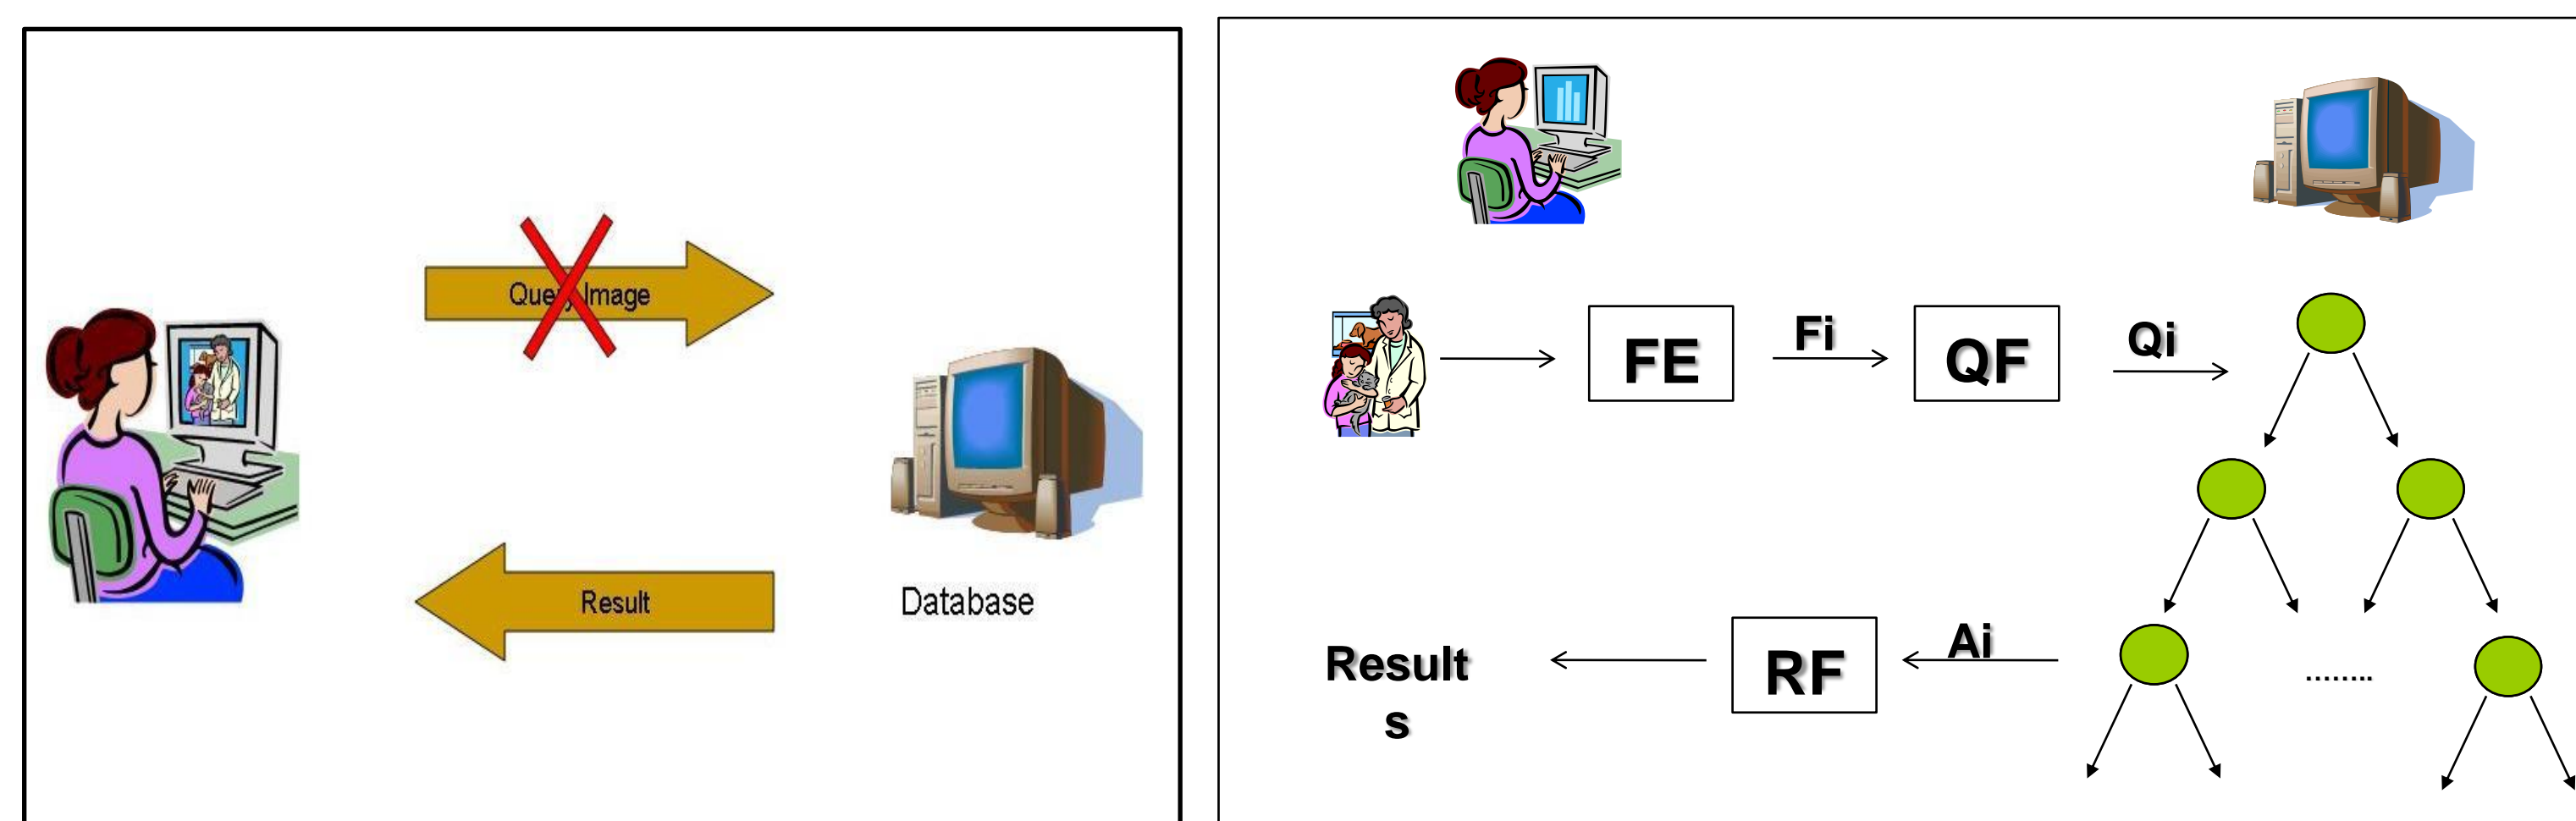 Query Image
Result
Database
FE
Fi
QF
Qi
Result
s
RF
Ai
........